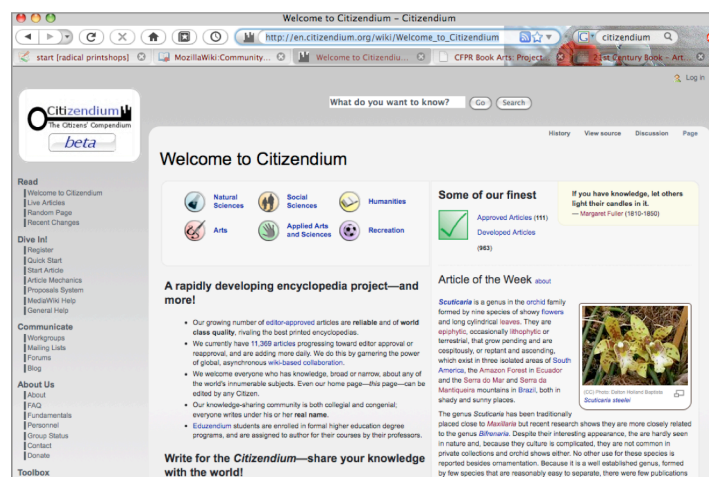 Welcome to Citizendium – Citizendium
http://en.citizendium.org/wiki/Welcome_to_Citizendium
citizendium
start [radical printshops]
MozillaWiki:Community...
Welcome to Citizendiu...
CFPR Book Arts: Project
21st Century Book – Art...
Log in
Citizendium
The Citizens' Compendium
beta
What do you want to know?
Go
Search
History
View source
Discussion
Page
Welcome to Citizendium
Read
Welcome to Citizendium
Live Articles
Random Page
Recent Changes
Dive In!
Register
Quick Start
Start Article
Article Mechanics
Proposals System
MediaWiki Help
General Help
Communicate
Workgroups
Mailing Lists
Forums
Blog
About Us
About
FAQ
Fundamentals
Personnel
Group Status
Contact
Donate
Toolbox
Natural
Sciences
Social
Sciences
Humanities
Arts
Applied Arts
and Sciences
Recreation
A rapidly developing encyclopedia project—and
more!
Our growing number of editor-approved articles are reliable and of world
class quality, rivaling the best printed encyclopedias.
We currently have 11,369 articles progressing toward editor approval or
reapproval, and are adding more daily. We do this by garnering the power
of global, asynchronous wiki-based collaboration.
We welcome everyone who has knowledge, broad or narrow, about any of
the world's innumerable subjects. Even our home page—this page—can be
edited by any Citizen.
Our knowledge-sharing community is both collegial and congenial;
everyone writes under his or her real name.
Eduzendium students are enrolled in formal higher education degree
programs, and are assigned to author for their courses by their professors.
Write for the Citizendium—share your knowledge
with the world!
Some of our finest
Approved Articles (111)
Developed Articles
(963)
If you have knowledge, let others
light their candles in it.
— Margaret Fuller (1810-1850)
Article of the Week about
Scuticaria is a genus in the orchid family
formed by nine species of showy flowers
and long cylindrical leaves. They are
epiphytic, occasionally lithophytic or
terrestrial, that grow pending and are
cespitously, or reptant and ascending,
which exist in three isolated areas of South
America, the Amazon Forest in Ecuador
and the Serra do Mar and Serra da
Mantiqueira mountains in Brazil, both in
shady and sunny places.
(CC) Photo: Dalton Holland Baptista
Scuticaria steelei
The genus Scuticaria has been traditionally
placed close to Maxillaria but recent research shows they are more closely related
to the genus Bifrenaria. Despite their interesting appearance, the are hardly seen
in nature and, because they culture is complicated, they are not common in
private collections and orchid shows either. No other use for these species is
reported besides ornamentation. Because it is a well established genus, formed
by few species that are reasonably easy to separate, there were few publications